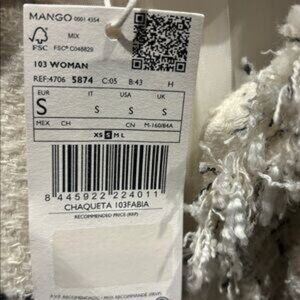 MANGO 0001 4354
FSC
MIX
FSC® C048829
103 WOMAN
REF:4706 5874 C:05 B:43 H
EUR IT USA UK
S S S S
MEX CH CN M-160/84A
XS S M L
8 445922 224011
CHAQUETA 103FABIA
RECOMMENDED PRICE (RRP)